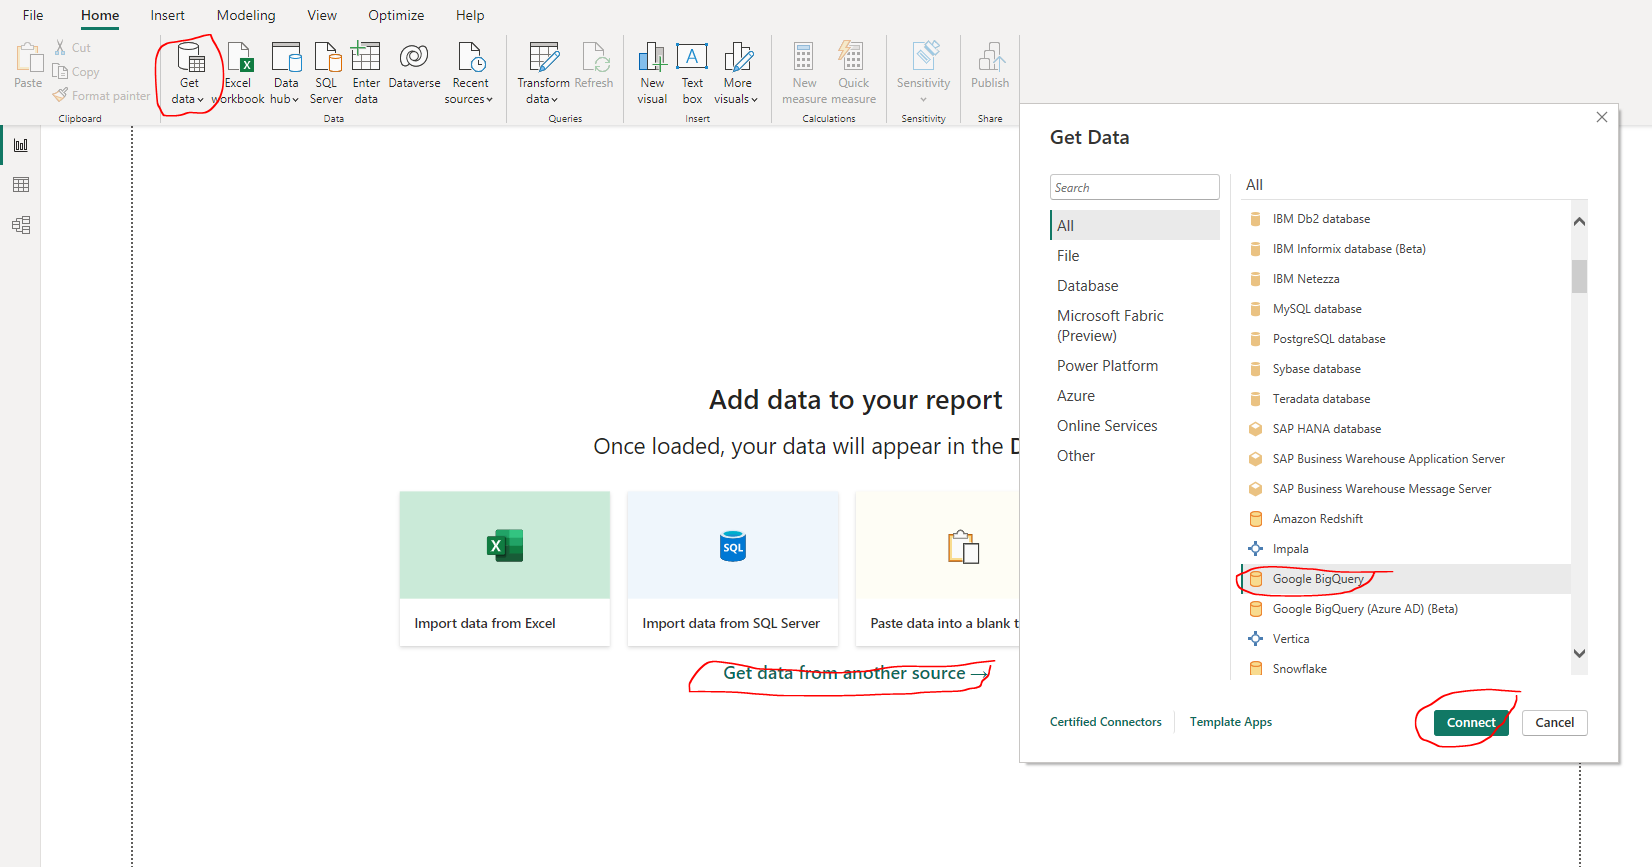 File Home Insert Modeling View Optimize Help
Paste
Cut
Copy
Format painter
Clipboard
Get
data
Excel
workbook
Data
hub
SQL
Server
Enter
data
Dataverse
Recent
sources
Data
Transform
data
Refresh
Queries
New
visual
Text
box
More
visuals
Insert
New
measure
Quick
measure
Calculations
Sensitivity
Sensitivity
Publish
Share
A
X
Add data to your report
Once loaded, your data will appear in the D
X
SQL
Import data from Excel
Import data from SQL Server
Paste data into a blank t
Get data from another source →
Get Data
Search
All
File
Database
Microsoft Fabric
(Preview)
Power Platform
Azure
Online Services
Other
All
IBM Db2 database
IBM Informix database (Beta)
IBM Netezza
MySQL database
PostgreSQL database
Sybase database
Teradata database
SAP HANA database
SAP Business Warehouse Application Server
SAP Business Warehouse Message Server
Amazon Redshift
Impala
Google BigQuery
Google BigQuery (Azure AD) (Beta)
Vertica
Snowflake
Certified Connectors
Template Apps
Connect
Cancel